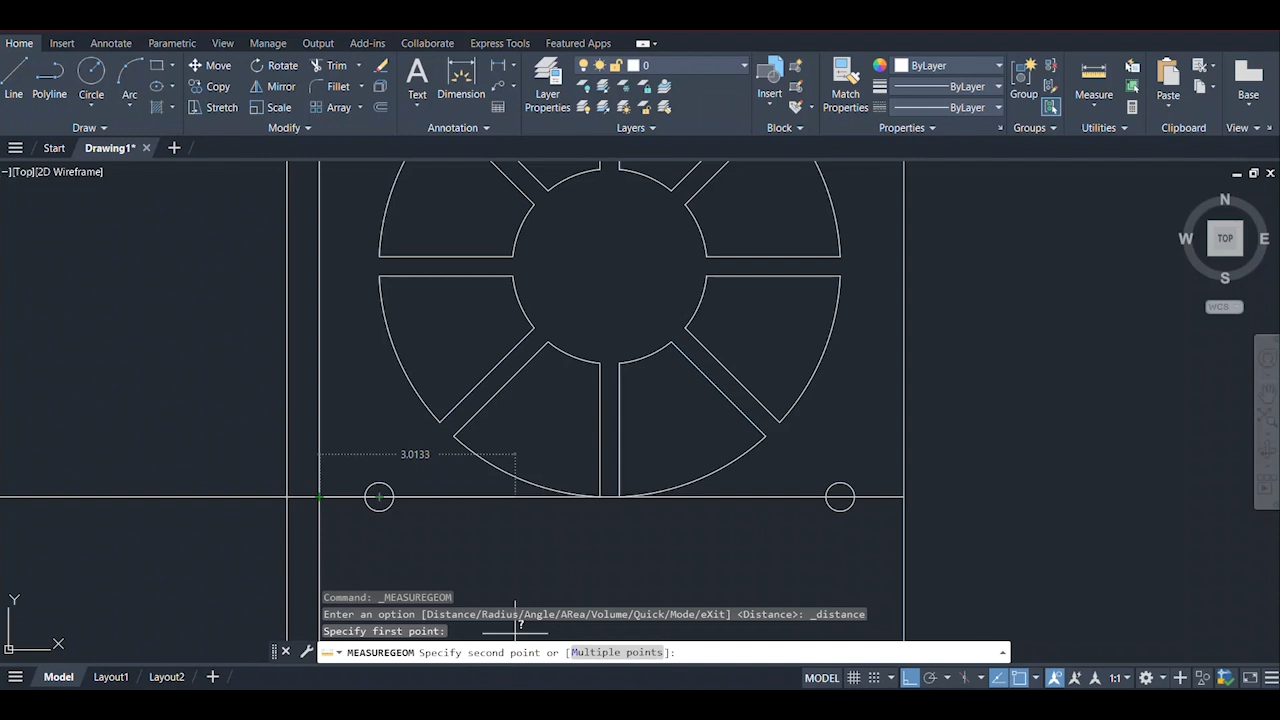 Home Insert Annotate Parametric View Manage Output Add-ins Collaborate Express Tools Featured Apps
Line Polyline Circle Arc Move Rotate Trim Text Dimension Layer Properties 0 Insert Match Properties ByLayer Group Measure Paste Base
Copy Mirror Fillet ByLayer
Stretch Scale Array ByLayer
Draw Modify Annotation Layers Block Properties Groups Utilities Clipboard View
Start Drawing1*
−][Top][2D Wireframe]
N
W TOP E
S
WCS
3.0133
Command: _MEASUREGEOM
Enter an option [Distance/Radius/Angle/ARea/Volume/Quick/Mode/eXit] <Distance>: _distance
Specify first point:
MEASUREGEOM Specify second point or [Multiple points]:
Y
X
Model Layout1 Layout2 MODEL 1:1